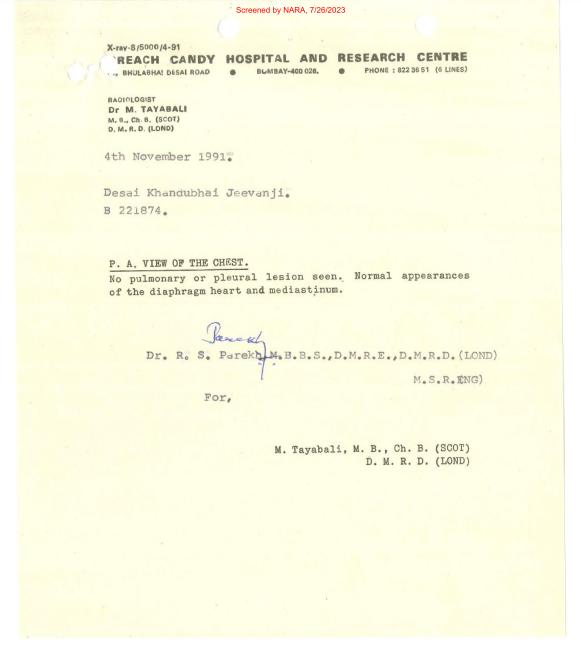 Screened by NARA, 7/26/2023
X-ray-8/5000/4-91
REACH CANDY HOSPITAL AND RESEARCH CENTRE
BHULABHAI DESAI ROAD ● BOMBAY-400 026. ● PHONE : 822 36 51 (6 LINES)
RADIOLOGIST
Dr M. TAYABALI
M. B., Ch. B. (SCOT)
D. M. R. D. (LOND)
4th November 1991.
Desai Khandubhai Jeevanji.
B 221874.
P. A. VIEW OF THE CHEST.
No pulmonary or pleural lesion seen. Normal appearances
of the diaphragm heart and mediastinum.
Parekh
Dr. R. S. Parekh, M.B.B.S.,D.M.R.E.,D.M.R.D.(LOND)
M.S.R.ENG)
For,
M. Tayabali, M. B., Ch. B. (SCOT)
D. M. R. D. (LOND)